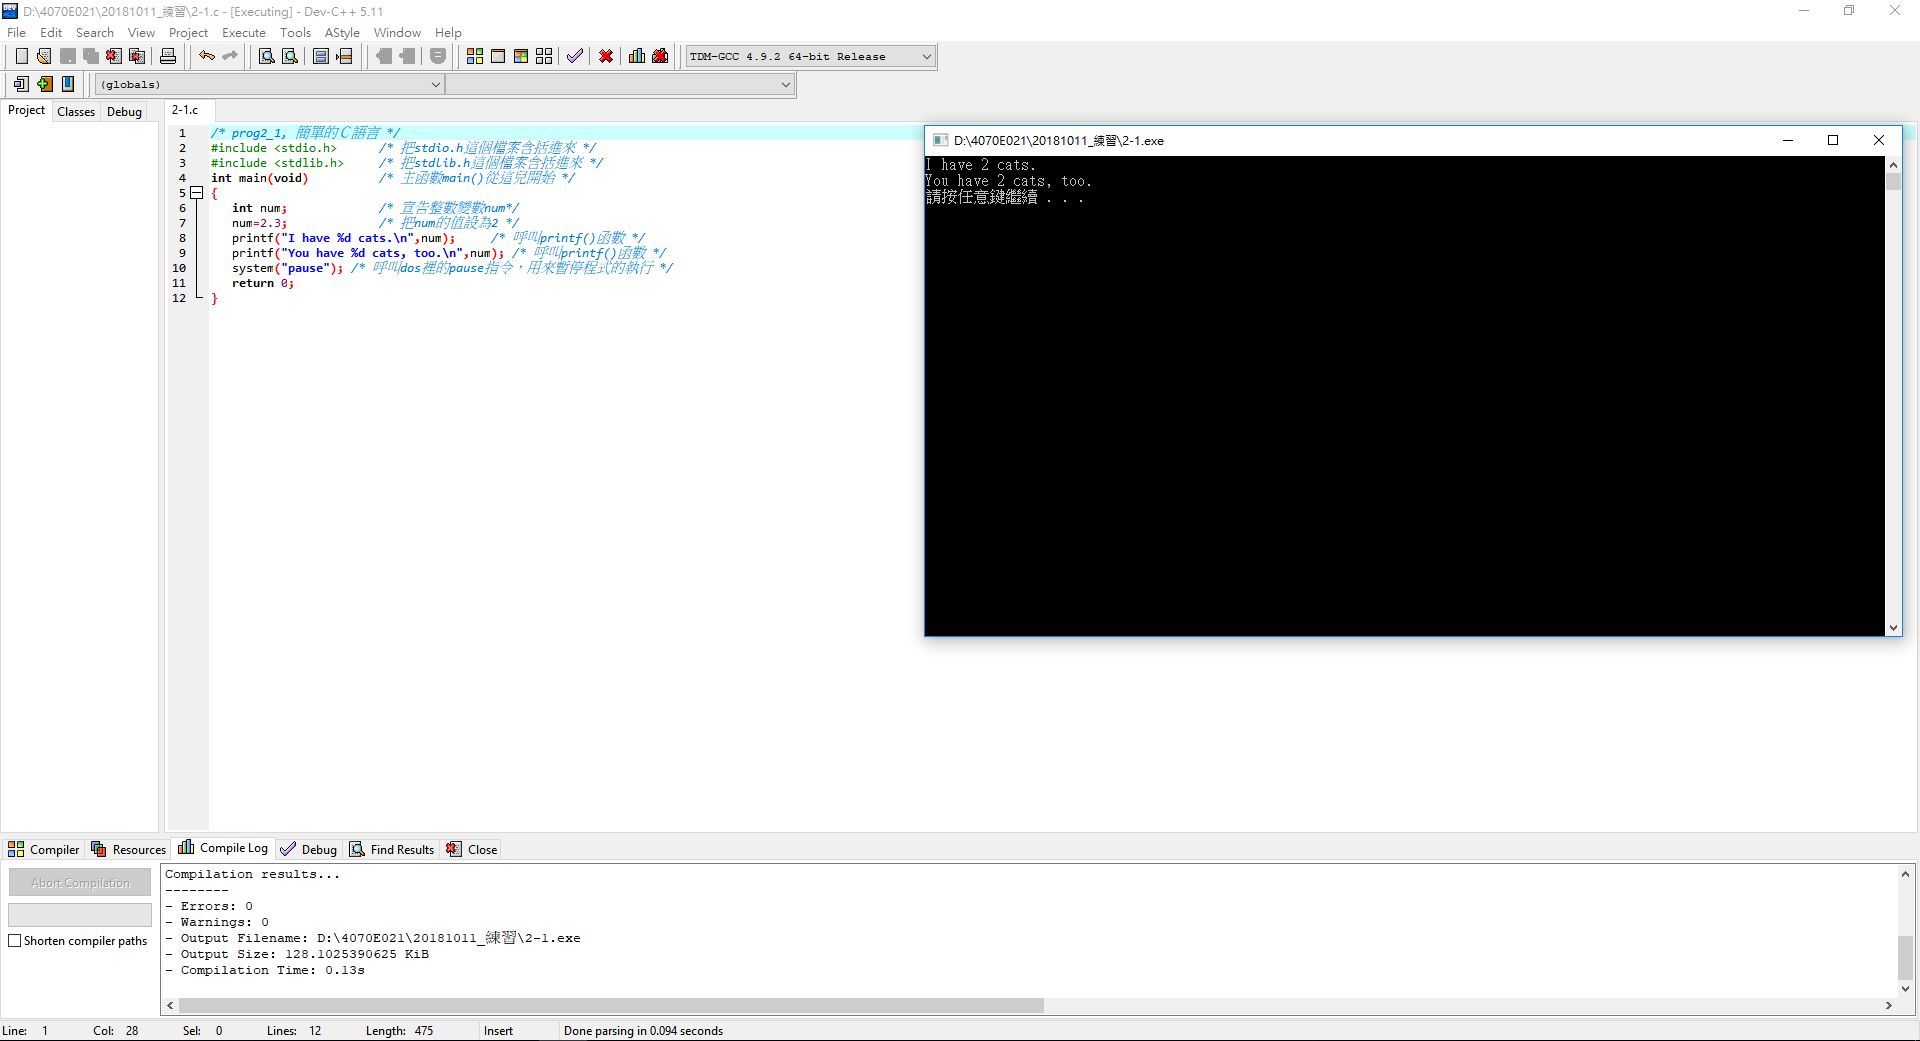 D:\4070E021\20181011_練習\2-1.c - [Executing] - Dev-C++ 5.11
File Edit Search View Project Execute Tools AStyle Window Help
TDM-GCC 4.9.2 64-bit Release
(globals)
Project Classes Debug
2-1.c
1 /* prog2_1, 簡單的C語言 */
2 #include <stdio.h> /* 把stdio.h這個檔案含括進來 */
3 #include <stdlib.h> /* 把stdlib.h這個檔案含括進來 */
4 int main(void) /* 主函數main()從這兒開始 */
5 {
6 int num; /* 宣告整數變數num*/
7 num=2.3; /* 把num的值設為2 */
8 printf("I have %d cats.\n",num); /* 呼叫printf()函數 */
9 printf("You have %d cats, too.\n",num); /* 呼叫printf()函數 */
10 system("pause"); /* 呼叫dos裡的pause指令，用來暫停程式的執行 */
11 return 0;
12 }
D:\4070E021\20181011_練習\2-1.exe
I have 2 cats.
You have 2 cats, too.
請按任意鍵繼續 . . .
Compiler Resources Compile Log Debug Find Results Close
Abort Compilation
Shorten compiler paths
Compilation results...
--------
- Errors: 0
- Warnings: 0
- Output Filename: D:\4070E021\20181011_練習\2-1.exe
- Output Size: 128.1025390625 KiB
- Compilation Time: 0.13s
Line: 1 Col: 28 Sel: 0 Lines: 12 Length: 475 Insert Done parsing in 0.094 seconds